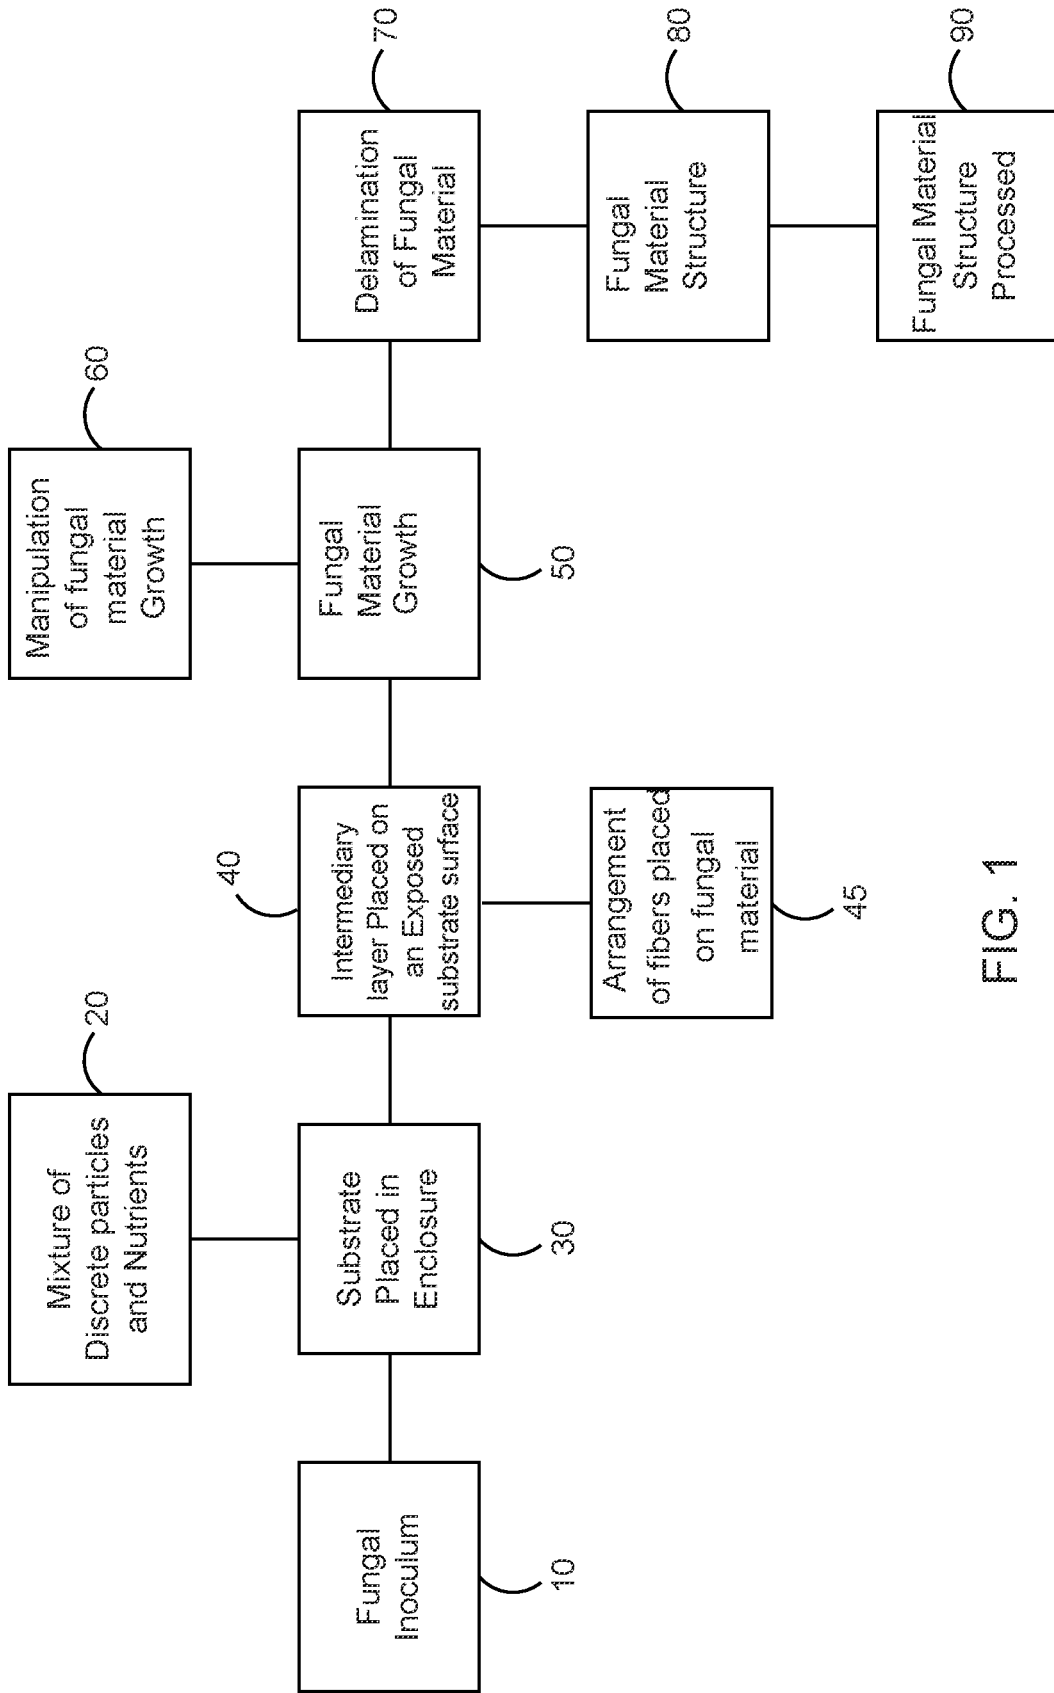 Fungal
Inoculum
10
Mixture of
Discrete particles
and Nutrients
20
Substrate
Placed in
Enclosure
30
Intermediary
layer Placed on
an Exposed
substrate surface
40
Arrangement
of fibers placed
on fungal
material
45
Fungal
Material
Growth
50
Manipulation
of fungal
material
Growth
60
Delamination
of Fungal
Material
70
Fungal
Material
Structure
80
Fungal Material
Structure
Processed
90
FIG. 1